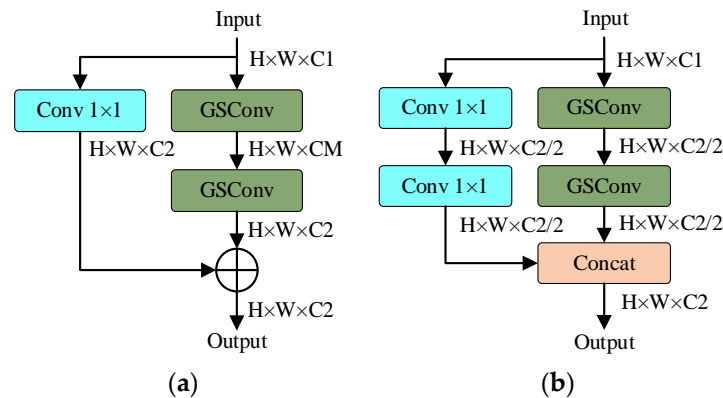 Input
H×W×C1
Conv 1×1
GSConv
H×W×C2
H×W×CM
GSConv
H×W×C2
H×W×C2
Output
(a)
Input
H×W×C1
Conv 1×1
GSConv
H×W×C2/2
H×W×C2/2
Conv 1×1
GSConv
H×W×C2/2
H×W×C2/2
Concat
H×W×C2
Output
(b)